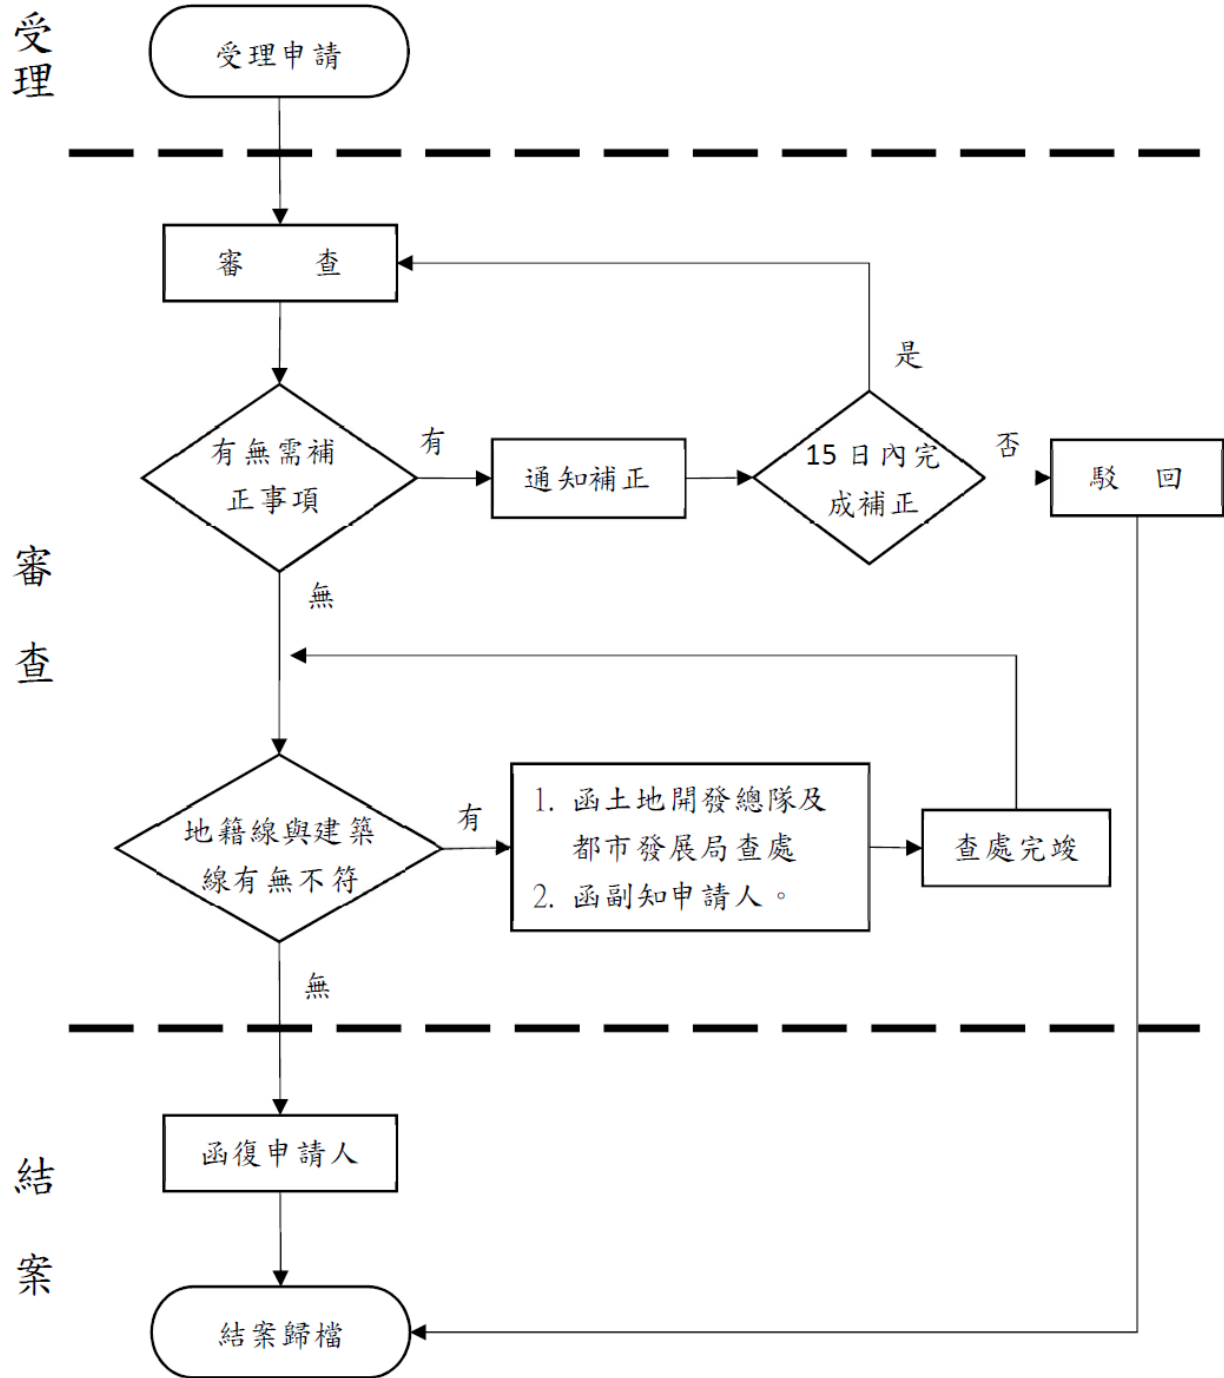 受
理
受理申請
審　　查
是
有無需補
正事項
有
通知補正
15 日內完
成補正
否
駁　回
無
審
查
地籍線與建築
線有無不符
有
1. 函土地開發總隊及
都市發展局查處
2. 函副知申請人。
查處完竣
無
函復申請人
結
案
結案歸檔